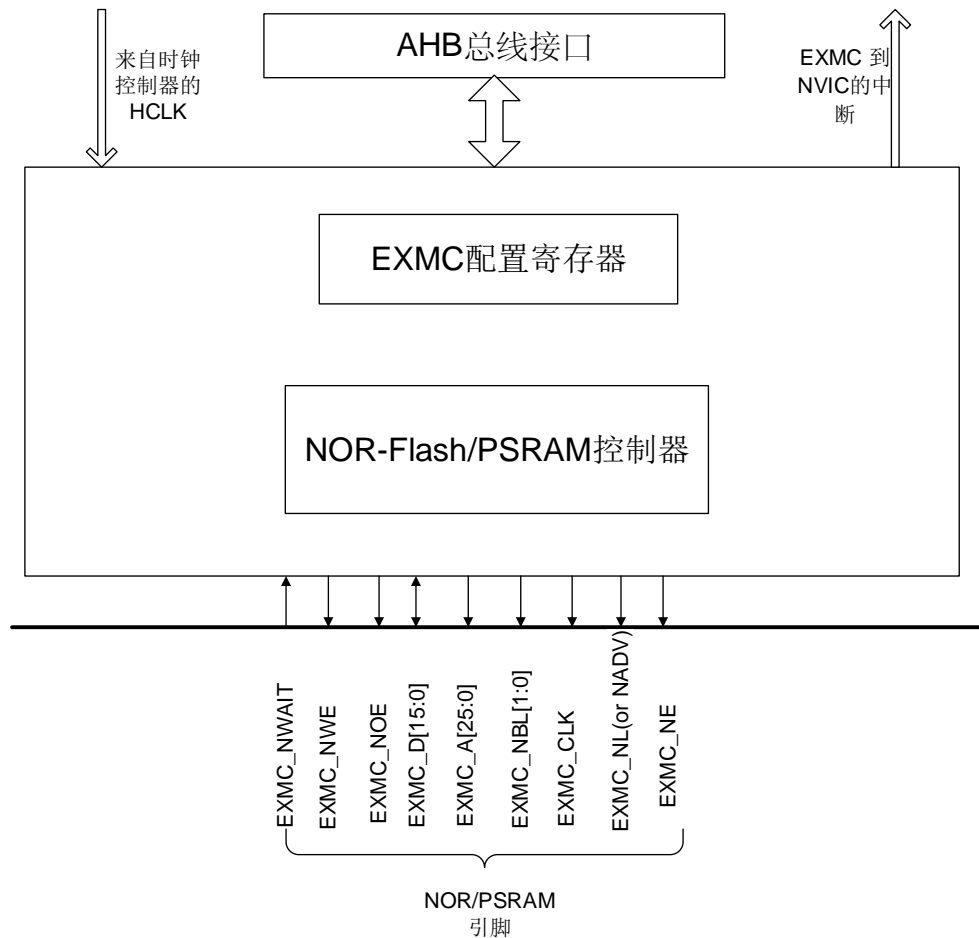 来自时钟
控制器的
HCLK
AHB总线接口
EXMC 到
NVIC的中
断
EXMC配置寄存器
NOR-Flash/PSRAM控制器
EXMC_NWAIT
EXMC_NWE
EXMC_NOE
EXMC_D[15:0]
EXMC_A[25:0]
EXMC_NBL[1:0]
EXMC_CLK
EXMC_NL(or NADV)
EXMC_NE
NOR/PSRAM
引脚